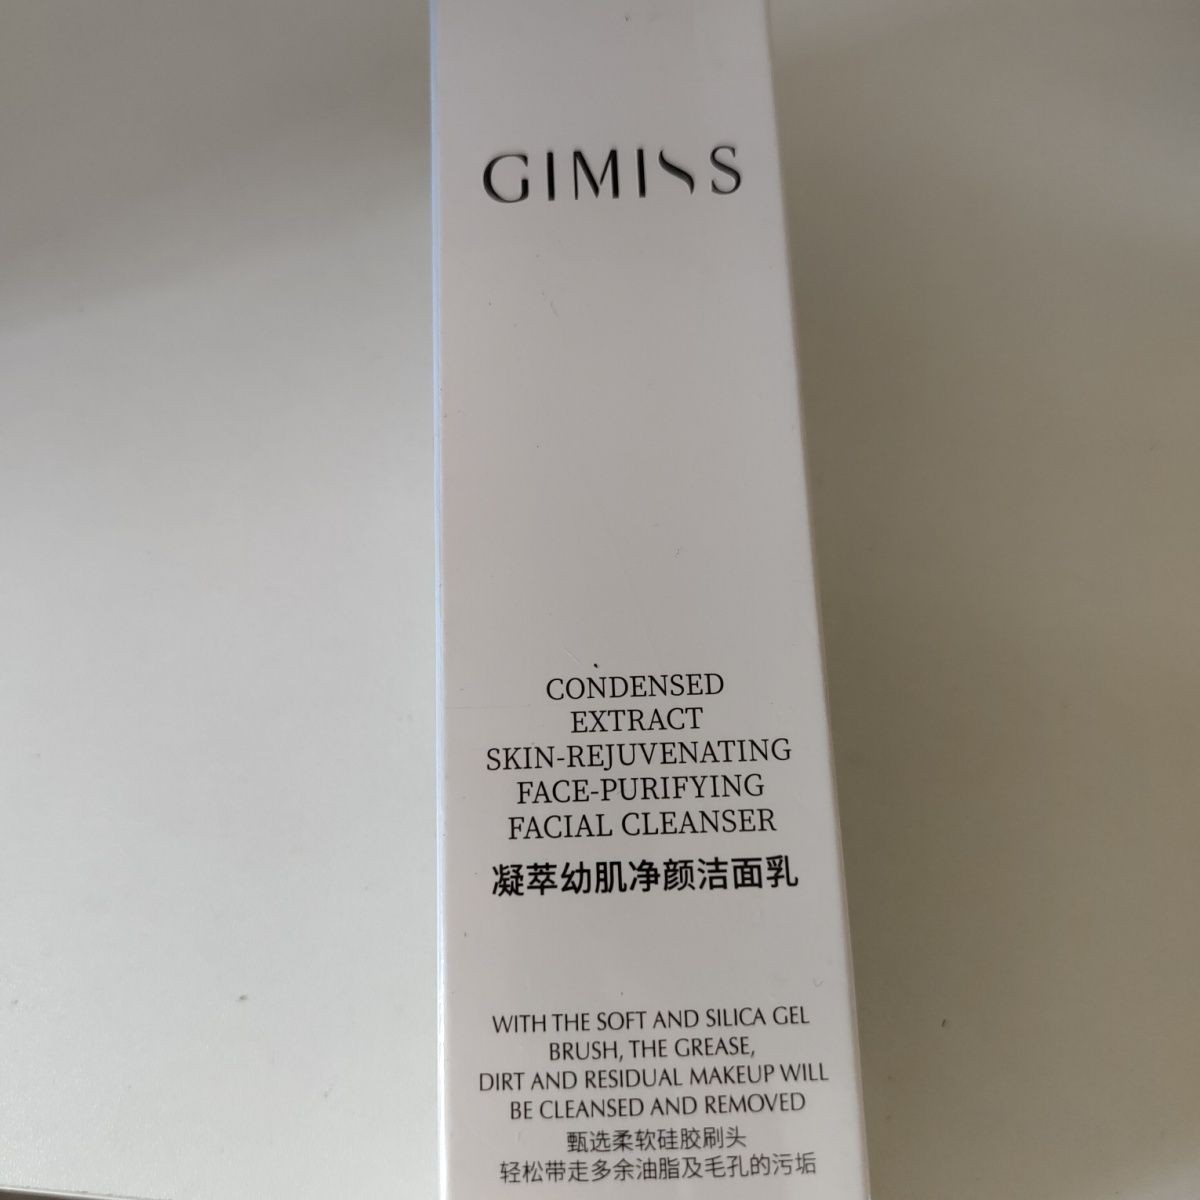 GIMISS
CONDENSED
EXTRACT
SKIN-REJUVENATING
FACE-PURIFYING
FACIAL CLEANSER
凝萃幼肌净颜洁面乳
WITH THE SOFT AND SILICA GEL
BRUSH, THE GREASE,
DIRT AND RESIDUAL MAKEUP WILL
BE CLEANSED AND REMOVED
甄选柔软硅胶刷头
轻松带走多余油脂及毛孔的污垢